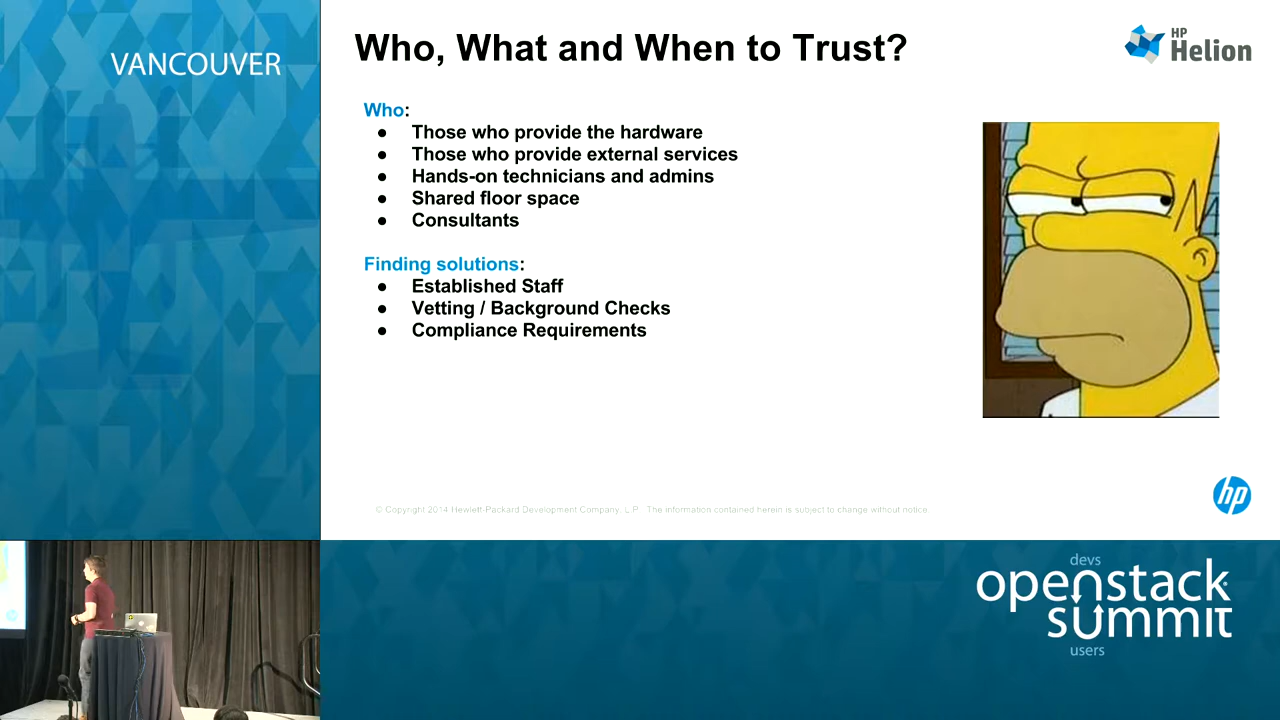 VANCOUVER
Who, What and When to Trust?
HP
Helion
Who:
● Those who provide the hardware
● Those who provide external services
● Hands-on technicians and admins
● Shared floor space
● Consultants
Finding solutions:
● Established Staff
● Vetting / Background Checks
● Compliance Requirements
hp
© Copyright 2014 Hewlett-Packard Development Company, L.P. The information contained herein is subject to change without notice.
devs
openstack
summit
users